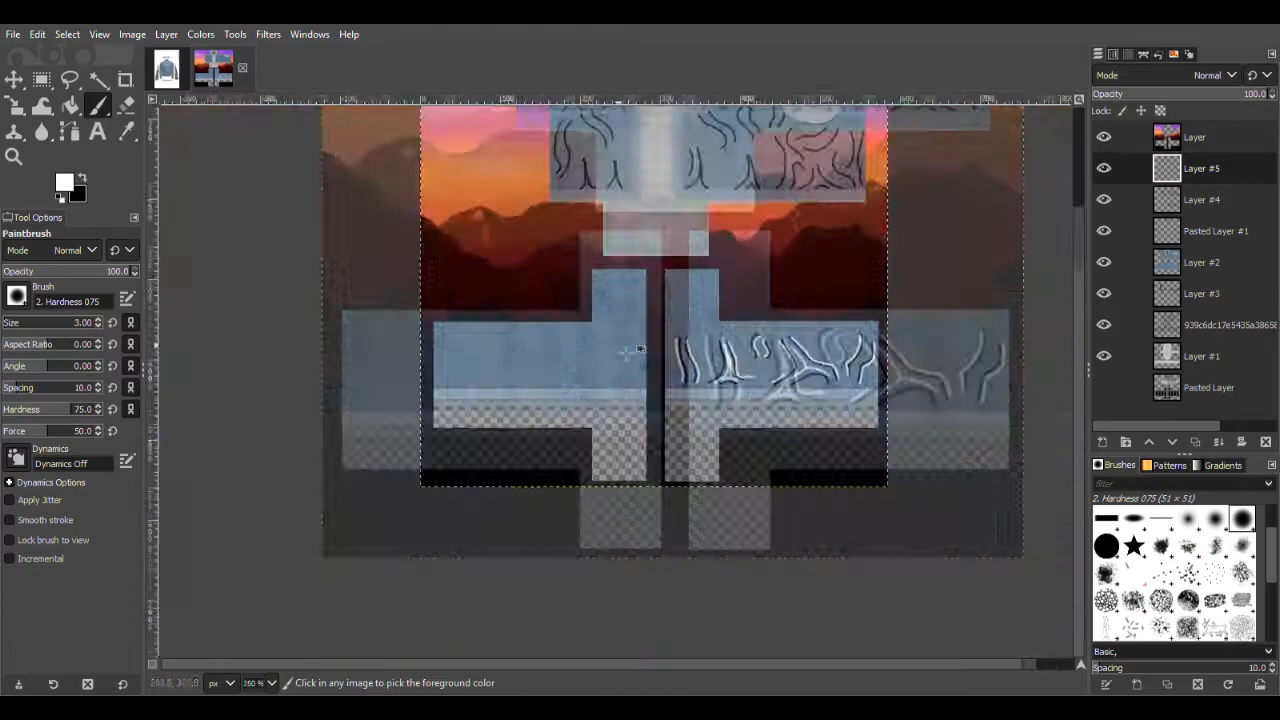 File Edit Select View Image Layer Colors Tools Filters Windows Help
Tool Options
Paintbrush
Mode Normal
Opacity 100.0
Brush
2. Hardness 075
Size 3.00
Aspect Ratio 0.00
Angle 0.00
Spacing 10.0
Hardness 75.0
Force 50.0
Dynamics
Dynamics Off
Dynamics Options
Apply Jitter
Smooth stroke
Lock brush to view
Incremental
px 250 % Click in any image to pick the foreground color
Mode Normal
Opacity 100.0
Lock:
Layer
Layer #5
Layer #4
Pasted Layer #1
Layer #2
Layer #3
939c6dc17e5435a38658
Layer #1
Pasted Layer
Brushes Patterns Gradients
filter
2. Hardness 075 (51 × 51)
Basic,
Spacing 10.0